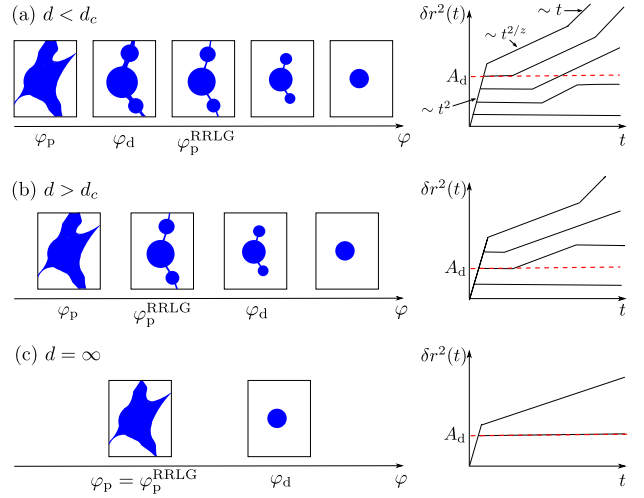 (a) d < d_c
φ_p φ_d φ_p^RRLG φ
δr²(t)
∼ t
∼ t^{2/z}
A_d
∼ t²
t
(b) d > d_c
φ_p φ_p^RRLG φ_d φ
δr²(t)
A_d
t
(c) d = ∞
φ_p = φ_p^RRLG φ_d φ
δr²(t)
A_d
t